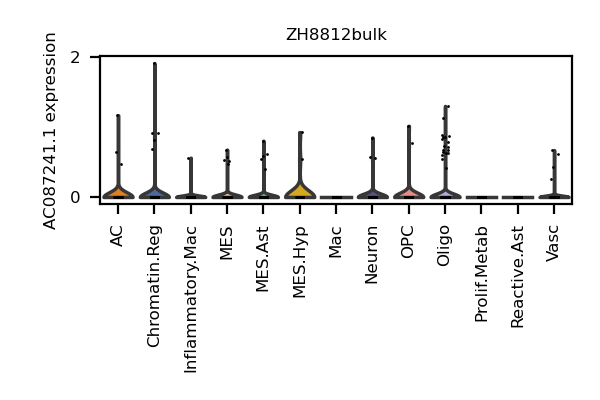 ZH8812bulk
AC087241.1 expression
2
0
AC
Chromatin.Reg
Inflammatory.Mac
MES
MES.Ast
MES.Hyp
Mac
Neuron
OPC
Oligo
Prolif.Metab
Reactive.Ast
Vasc